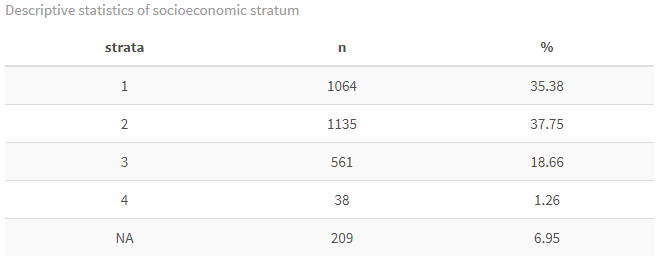 Descriptive statistics of socioeconomic stratum
strata n %
1 1064 35.38
2 1135 37.75
3 561 18.66
4 38 1.26
NA 209 6.95